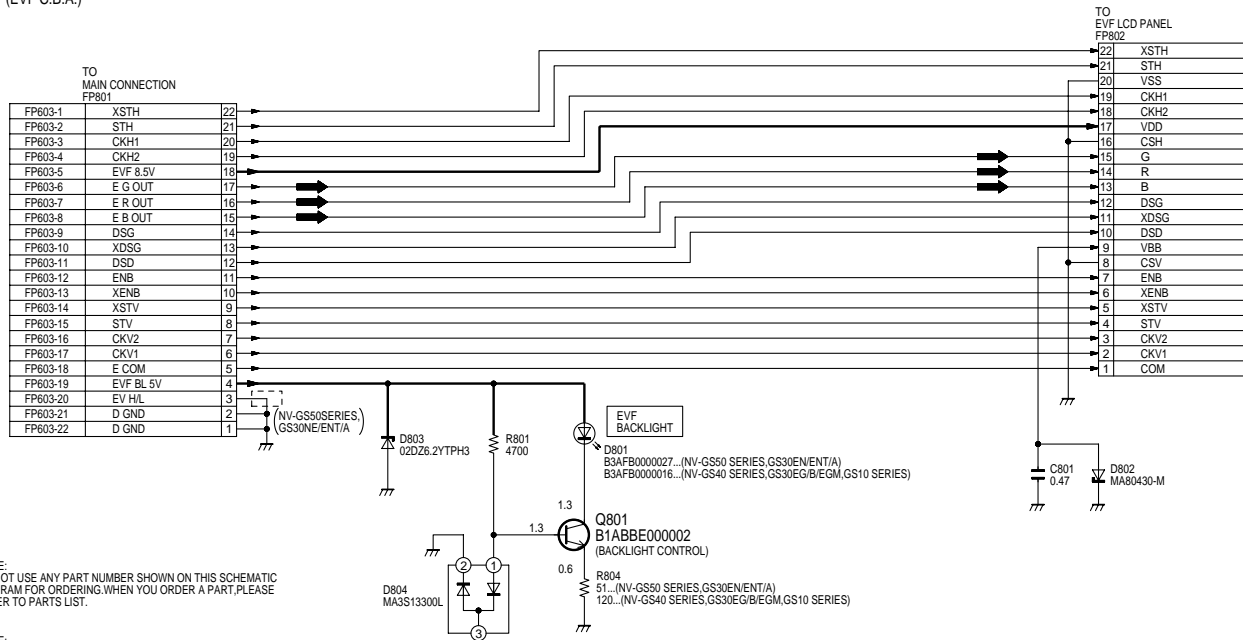 (EVF C.B.A.)
TO
MAIN CONNECTION
FP801
FP603-1 XSTH 22
FP603-2 STH 21
FP603-3 CKH1 20
FP603-4 CKH2 19
FP603-5 EVF 8.5V 18
FP603-6 E G OUT 17
FP603-7 E R OUT 16
FP603-8 E B OUT 15
FP603-9 DSG 14
FP603-10 XDSG 13
FP603-11 DSD 12
FP603-12 ENB 11
FP603-13 XENB 10
FP603-14 XSTV 9
FP603-15 STV 8
FP603-16 CKV2 7
FP603-17 CKV1 6
FP603-18 E COM 5
FP603-19 EVF BL 5V 4
FP603-20 EV H/L 3
FP603-21 D GND 2
FP603-22 D GND 1
(NV-GS50SERIES,
GS30NE/ENT/A)
TO
EVF LCD PANEL
FP802
22 XSTH
21 STH
20 VSS
19 CKH1
18 CKH2
17 VDD
16 CSH
15 G
14 R
13 B
12 DSG
11 XDSG
10 DSD
9 VBB
8 CSV
7 ENB
6 XENB
5 XSTV
4 STV
3 CKV2
2 CKV1
1 COM
D803
02DZ6.2YTPH3
R801
4700
EVF
BACKLIGHT
D801
B3AFB0000027...(NV-GS50 SERIES,GS30EN/ENT/A)
B3AFB0000016...(NV-GS40 SERIES,GS30EG/B/EGM,GS10 SERIES)
C801
0.47
D802
MA80430-M
1.3
1.3
0.6
Q801
B1ABBE000002
(BACKLIGHT CONTROL)
R804
51...(NV-GS50 SERIES,GS30EN/ENT/A)
120...(NV-GS40 SERIES,GS30EG/B/EGM,GS10 SERIES)
D804
MA3S13300L
2 1
3
E:
OT USE ANY PART NUMBER SHOWN ON THIS SCHEMATIC
RAM FOR ORDERING.WHEN YOU ORDER A PART,PLEASE
ER TO PARTS LIST.